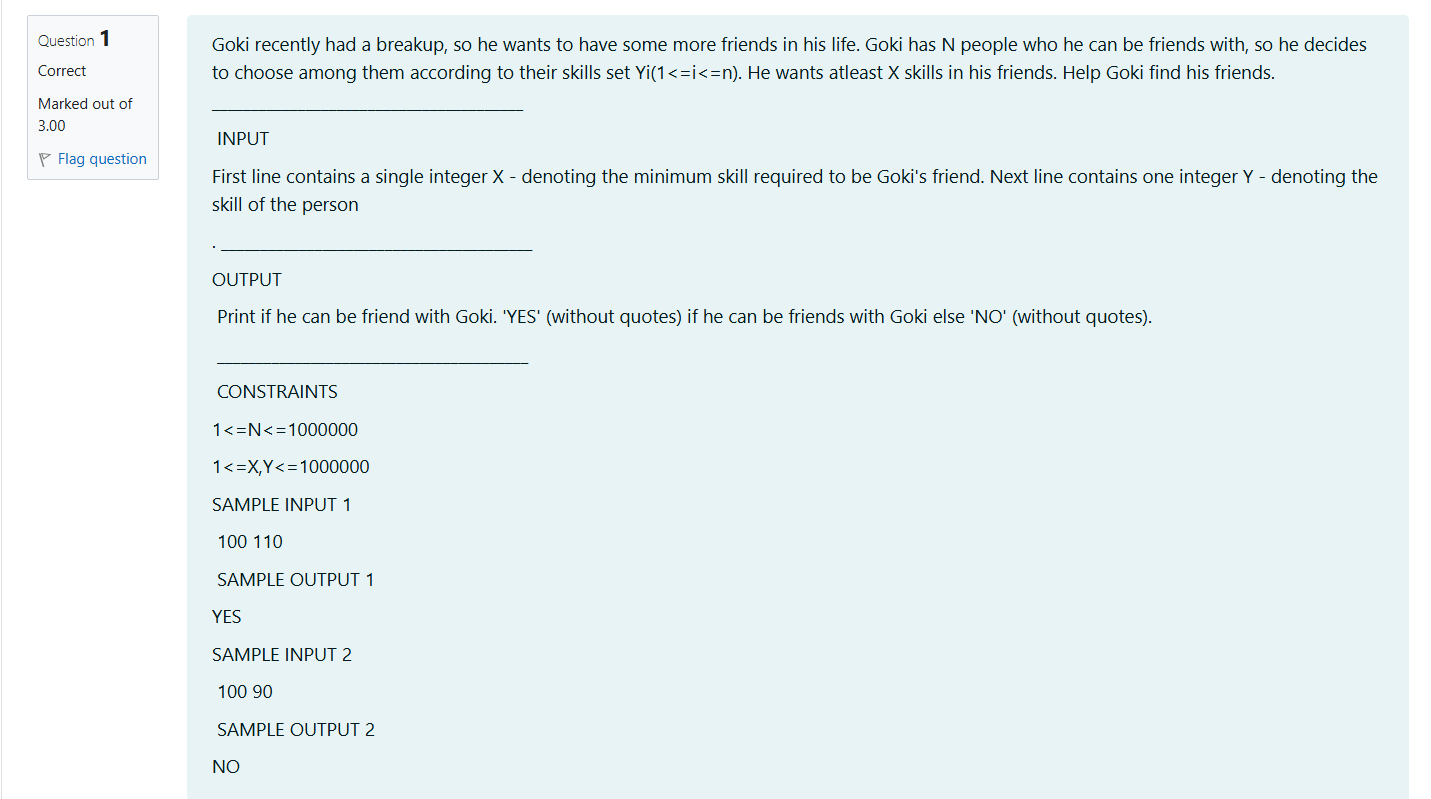 Question 1
Correct
Marked out of
3.00
Flag question
Goki recently had a breakup, so he wants to have some more friends in his life. Goki has N people who he can be friends with, so he decides
to choose among them according to their skills set Yi(1<=i<=n). He wants atleast X skills in his friends. Help Goki find his friends.
___________________________________
INPUT
First line contains a single integer X - denoting the minimum skill required to be Goki's friend. Next line contains one integer Y - denoting the
skill of the person
. ___________________________________
OUTPUT
Print if he can be friend with Goki. 'YES' (without quotes) if he can be friends with Goki else 'NO' (without quotes).
___________________________________
CONSTRAINTS
1<=N<=1000000
1<=X,Y<=1000000
SAMPLE INPUT 1
100 110
SAMPLE OUTPUT 1
YES
SAMPLE INPUT 2
100 90
SAMPLE OUTPUT 2
NO